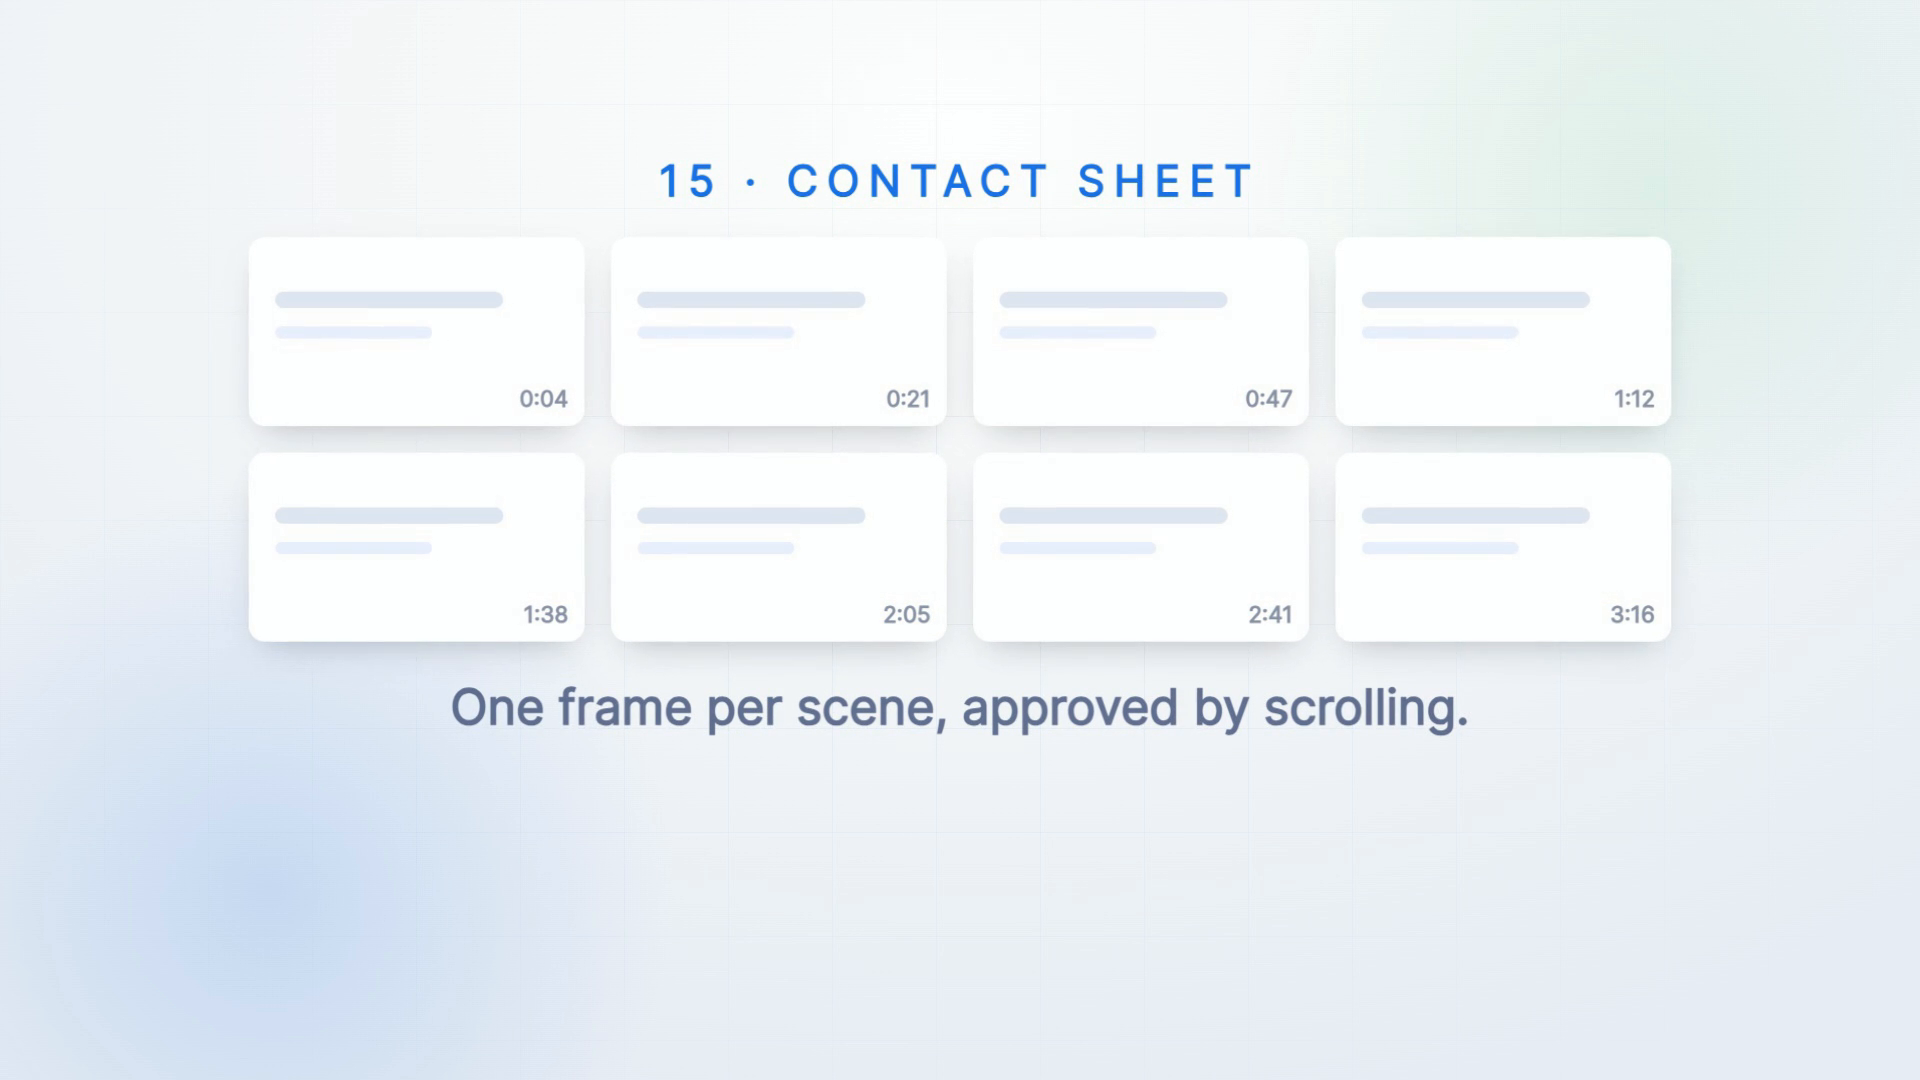 15 · CONTACT SHEET
0:04 0:21 0:47 1:12
1:38 2:05 2:41 3:16
One frame per scene, approved by scrolling.